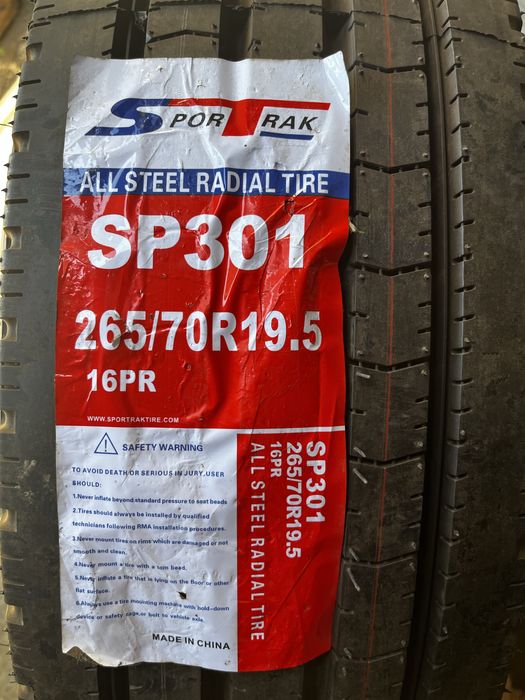 SPORTRAK
ALL STEEL RADIAL TIRE
SP301
265/70R19.5
16PR
WWW.SPORTRAKTIRE.COM
SAFETY WARNING
TO AVOID DEATH OR SERIOUS IN JURY,USER
SHOULD:
1.Never inflate beyond standard pressure to seat beads
2.Tires should always be installed by qualified
technicians following RMA installation procedures.
3.Never mount tires on rims which are damaged or not
smooth and clean.
4.Never mount a tire with a torn bead.
5.Never inflate a tire that is lying on the floor or other
flat surface.
6.Always use a tire mounting machine with hold-down
device or safety cage,or bolt to vehicle axle.
MADE IN CHINA
SP301
265/70R19.5
16PR
ALL STEEL RADIAL TIRE